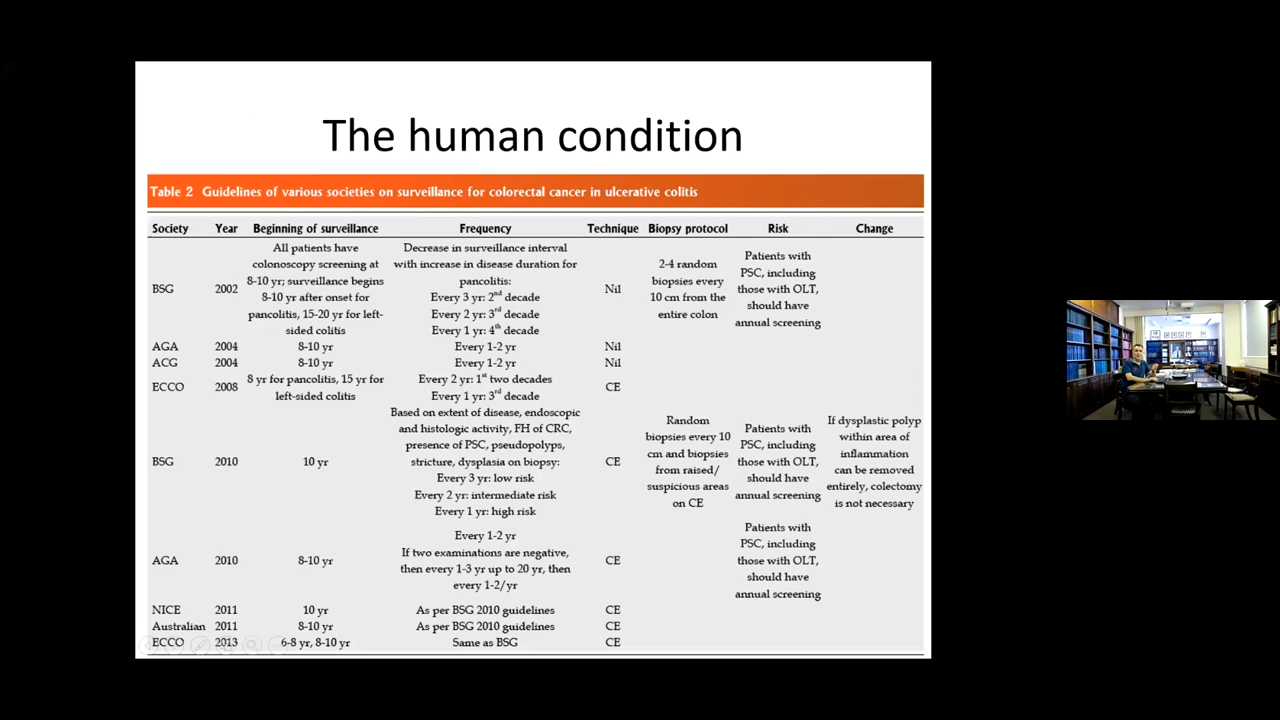 The human condition
Table 2 Guidelines of various societies on surveillance for colorectal cancer in ulcerative colitis
Society Year Beginning of surveillance Frequency Technique Biopsy protocol Risk Change
BSG 2002 All patients have colonoscopy screening at 8-10 yr; surveillance begins 8-10 yr after onset for pancolitis, 15-20 yr for left-sided colitis Decrease in surveillance interval with increase in disease duration for pancolitis: Every 3 yr: 2nd decade Every 2 yr: 3rd decade Every 1 yr: 4th decade Nil 2-4 random biopsies every 10 cm from the entire colon Patients with PSC, including those with OLT, should have annual screening
AGA 2004 8-10 yr Every 1-2 yr Nil
ACG 2004 8-10 yr Every 1-2 yr Nil
ECCO 2008 8 yr for pancolitis, 15 yr for left-sided colitis Every 2 yr: 1st two decades Every 1 yr: 3rd decade CE
BSG 2010 10 yr Based on extent of disease, endoscopic and histologic activity, FH of CRC, presence of PSC, pseudopolyps, stricture, dysplasia on biopsy: Every 3 yr: low risk Every 2 yr: intermediate risk Every 1 yr: high risk CE Random biopsies every 10 cm and biopsies from raised/ suspicious areas on CE Patients with PSC, including those with OLT, should have annual screening If dysplastic polyp within area of inflammation can be removed entirely, colectomy is not necessary
AGA 2010 8-10 yr Every 1-2 yr If two examinations are negative, then every 1-3 yr up to 20 yr, then every 1-2/yr CE Patients with PSC, including those with OLT, should have annual screening
NICE 2011 10 yr As per BSG 2010 guidelines CE
Australian 2011 8-10 yr As per BSG 2010 guidelines CE
ECCO 2013 6-8 yr, 8-10 yr Same as BSG CE